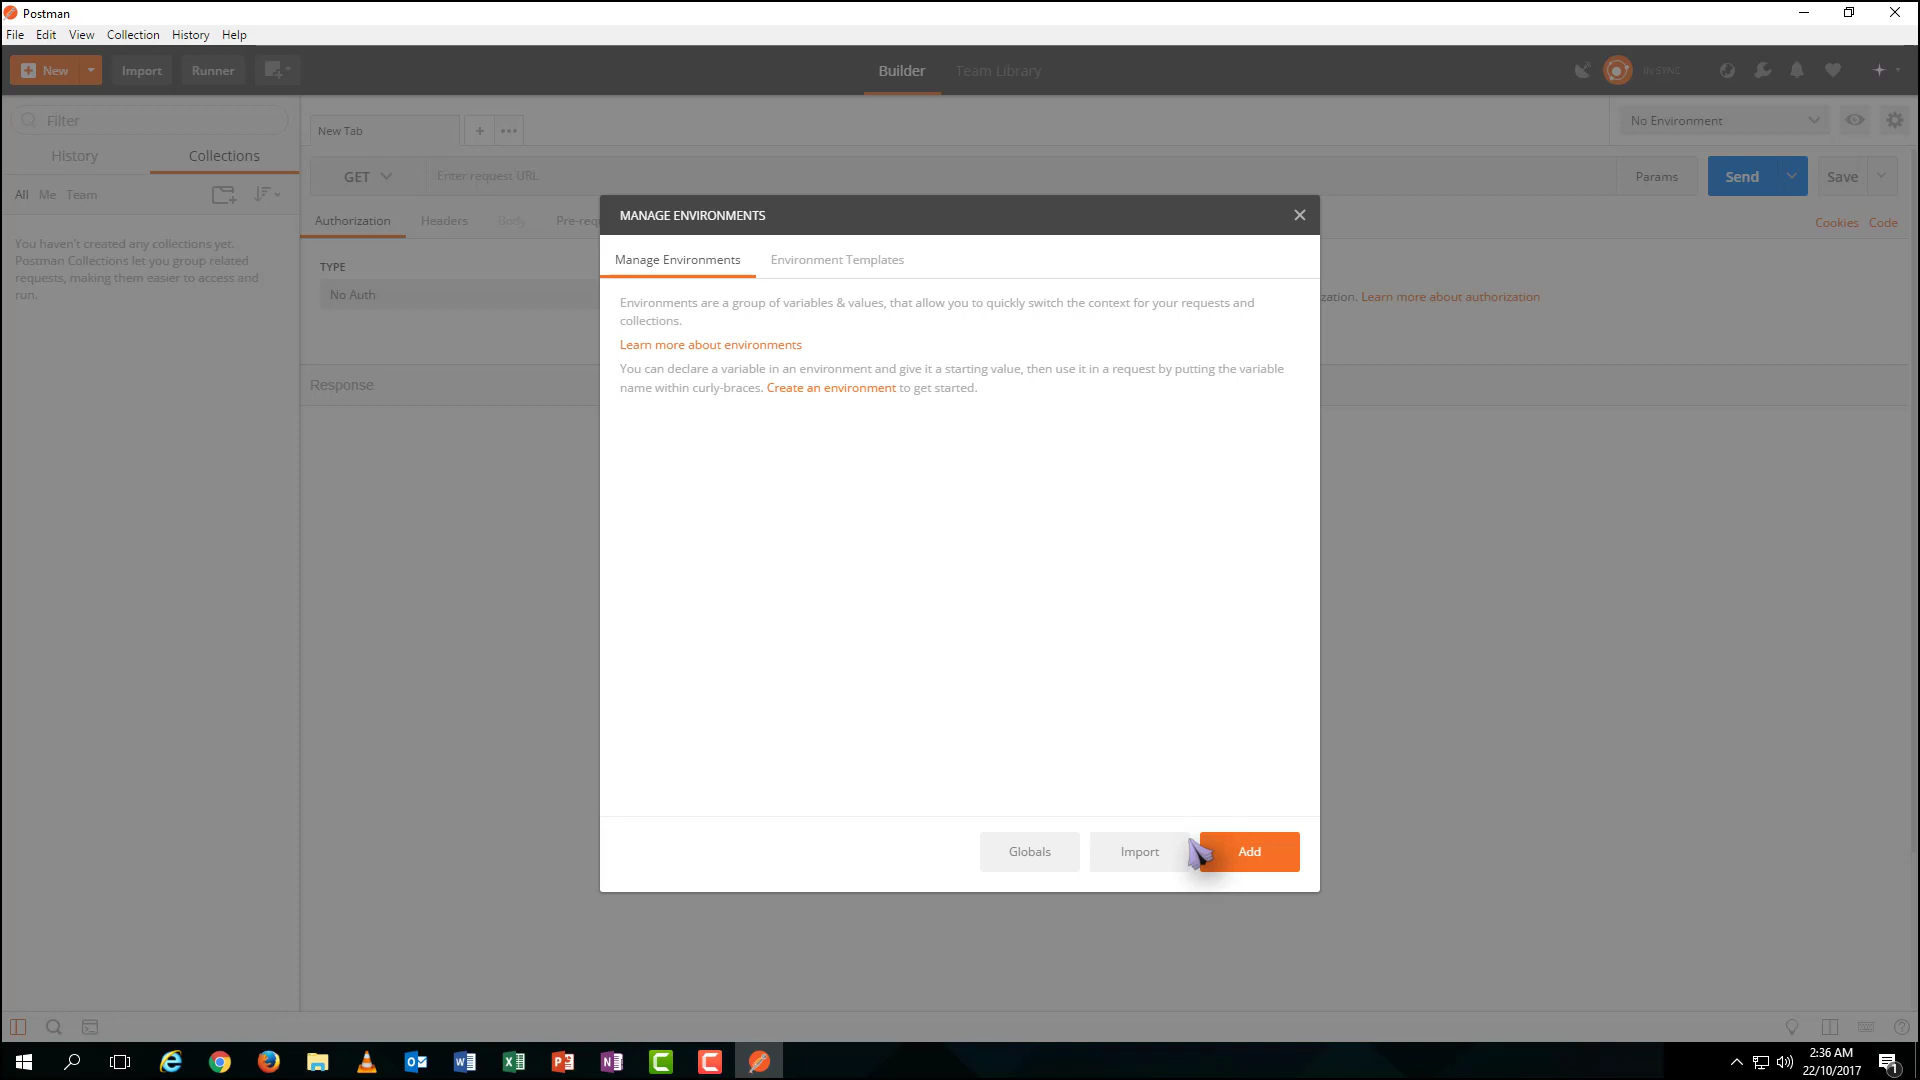 Postman
File Edit View Collection History Help
New Import Runner Builder Team Library IN SYNC
Filter
New Tab + No Environment
History Collections
GET Enter request URL Params Send Save
All Me Team
Authorization Headers Body Pre-req Cookies Code
MANAGE ENVIRONMENTS
You haven't created any collections yet.
Postman Collections let you group related
requests, making them easier to access and
run.
TYPE
No Auth
zation. Learn more about authorization
Response
Manage Environments Environment Templates
Environments are a group of variables & values, that allow you to quickly switch the context for your requests and
collections.
Learn more about environments
You can declare a variable in an environment and give it a starting value, then use it in a request by putting the variable
name within curly-braces. Create an environment to get started.
Globals Import Add
2:36 AM
22/10/2017
1